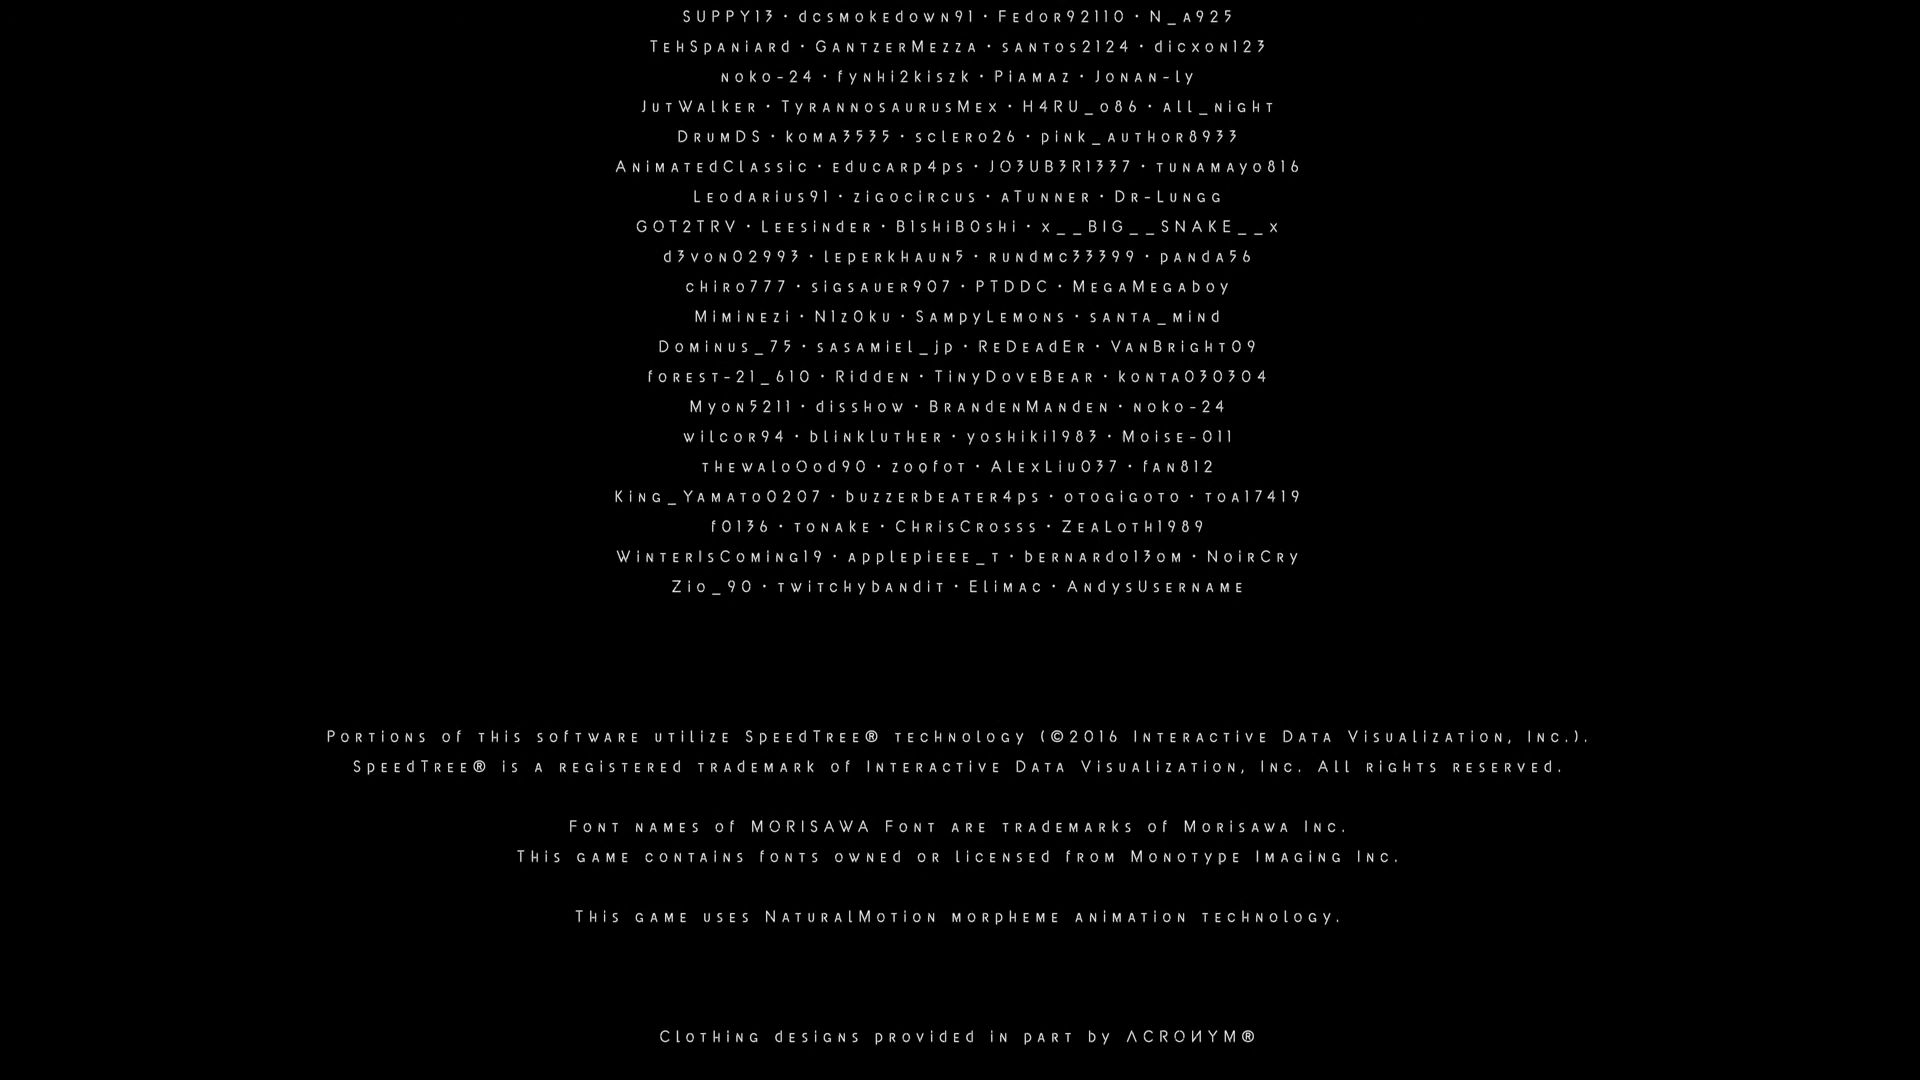 SUPPY13 · dcsmokedown91 · Fedor92110 · N_a925
TehSpaniard · GantzerMezza · santos2124 · dicxon123
noko-24 · fynhi2kiszk · Piamaz · Jonan-ly
JutWalker · TyrannosaurusMex · H4RU_o86 · all_night
DrumDS · koma3535 · sclero26 · pink_author8933
AnimatedClassic · educarp4ps · JO3UB3R1337 · tunamayo816
Leodarius91 · zigocircus · aTunner · Dr-Lungg
GOT2TRV · Leesinder · B1shiB0shi · x__BIG__SNAKE__x
d3von02993 · leperkhaun5 · rundmc33399 · panda56
chiro777 · sigsauer907 · PTDDC · MegaMegaboy
Miminezi · N1z0ku · SampyLemons · santa_mind
Dominus_75 · sasamiel_jp · ReDeadEr · VanBright09
forest-21_610 · Ridden · TinyDoveBear · konta030304
Myon5211 · disshow · BrandenManden · noko-24
wilcor94 · blinkluther · yoshiki1983 · Moise-011
thewaloOod90 · zoofot · AlexLiu037 · fan812
King_Yamato0207 · buzzerbeater4ps · otogigoto · toa17419
f0136 · tonake · ChrisCrosss · ZeaLoth1989
WinterIsComing19 · applepieee_t · bernardo13om · NoirCry
Zio_90 · twitchybandit · Elimac · AndysUsername
Portions of this software utilize SpeedTree® technology (©2016 Interactive Data Visualization, Inc.).
SpeedTree® is a registered trademark of Interactive Data Visualization, Inc. All rights reserved.
Font names of MORISAWA Font are trademarks of Morisawa Inc.
This game contains fonts owned or licensed from Monotype Imaging Inc.
This game uses NaturalMotion morpheme animation technology.
Clothing designs provided in part by ΛCROИYM®